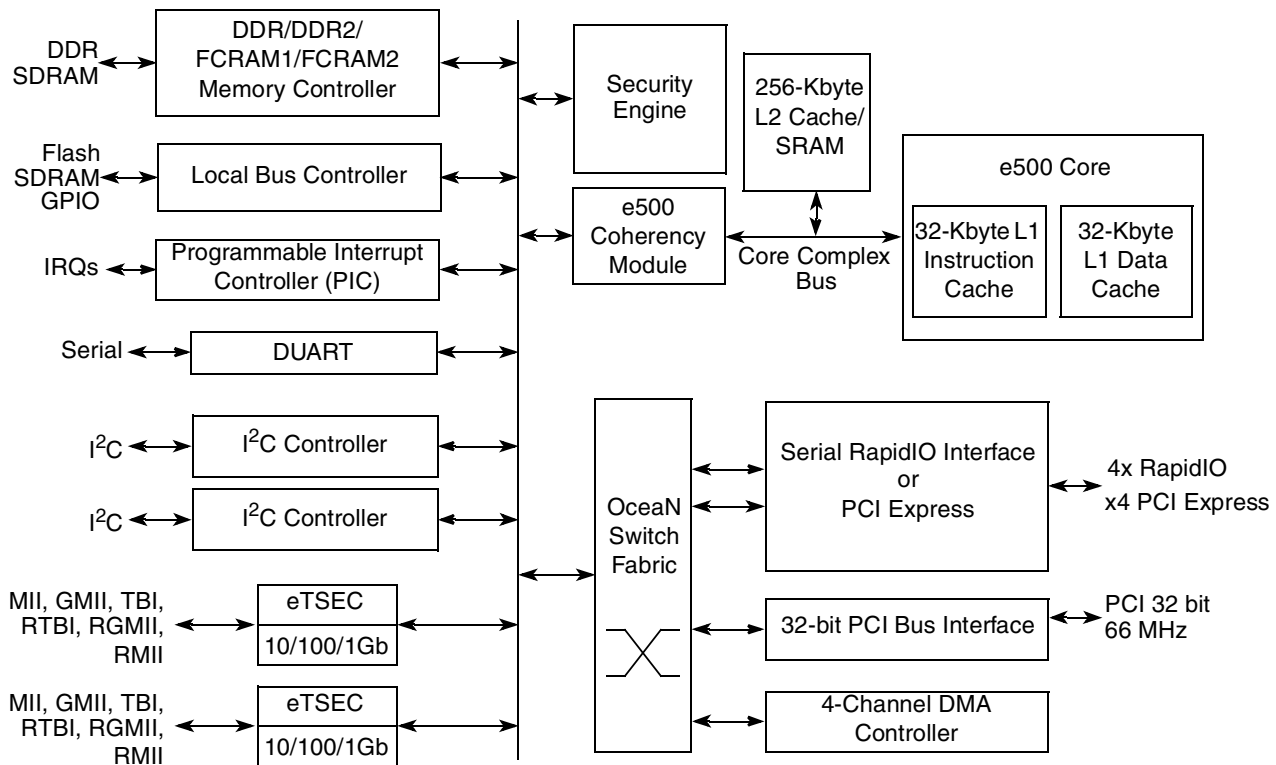 DDR
SDRAM
DDR/DDR2/
FCRAM1/FCRAM2
Memory Controller
Flash
SDRAM
GPIO
Local Bus Controller
IRQs
Programmable Interrupt
Controller (PIC)
Serial
DUART
I²C
I²C Controller
I²C
I²C Controller
MII, GMII, TBI,
RTBI, RGMII,
RMII
eTSEC
10/100/1Gb
MII, GMII, TBI,
RTBI, RGMII,
RMII
eTSEC
10/100/1Gb
Security
Engine
256-Kbyte
L2 Cache/
SRAM
e500
Coherency
Module
Core Complex
Bus
e500 Core
32-Kbyte L1
Instruction
Cache
32-Kbyte
L1 Data
Cache
OceaN
Switch
Fabric
Serial RapidIO Interface
or
PCI Express
4x RapidIO
x4 PCI Express
32-bit PCI Bus Interface
PCI 32 bit
66 MHz
4-Channel DMA
Controller